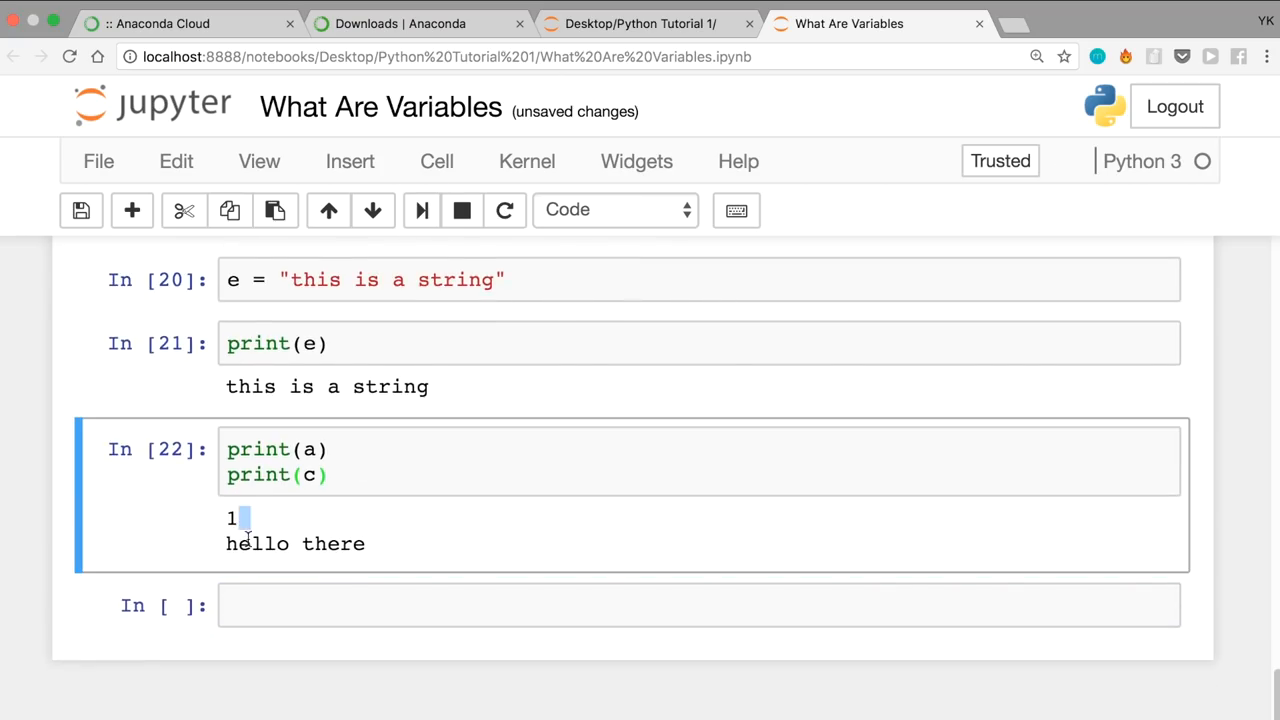 :: Anaconda Cloud
Downloads | Anaconda
Desktop/Python Tutorial 1/
What Are Variables
YK
localhost:8888/notebooks/Desktop/Python%20Tutorial%201/What%20Are%20Variables.ipynb
jupyter What Are Variables (unsaved changes)
Logout
File Edit View Insert Cell Kernel Widgets Help
Trusted
Python 3
Code
In [20]: e = "this is a string"
In [21]: print(e)
this is a string
In [22]: print(a)
print(c)
1
hello there
In [ ]: